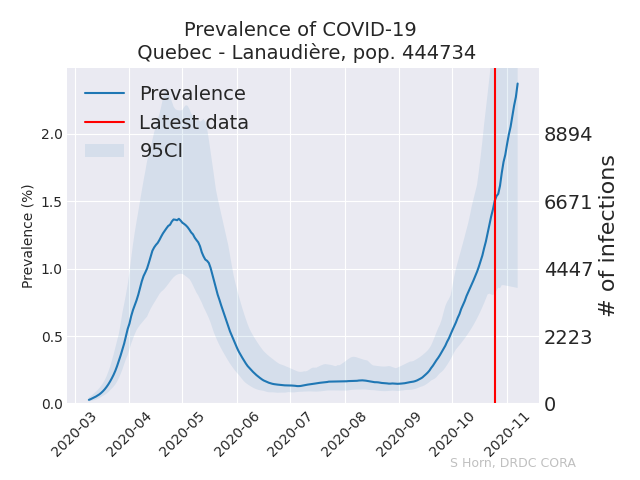 Prevalence of COVID-19
Quebec - Lanaudière, pop. 444734
Prevalence
Latest data
95CI
Prevalence (%)
2.0
1.5
1.0
0.5
0.0
8894
6671
4447
2223
0
# of infections
2020-03
2020-04
2020-05
2020-06
2020-07
2020-08
2020-09
2020-10
2020-11
S Horn, DRDC CORA